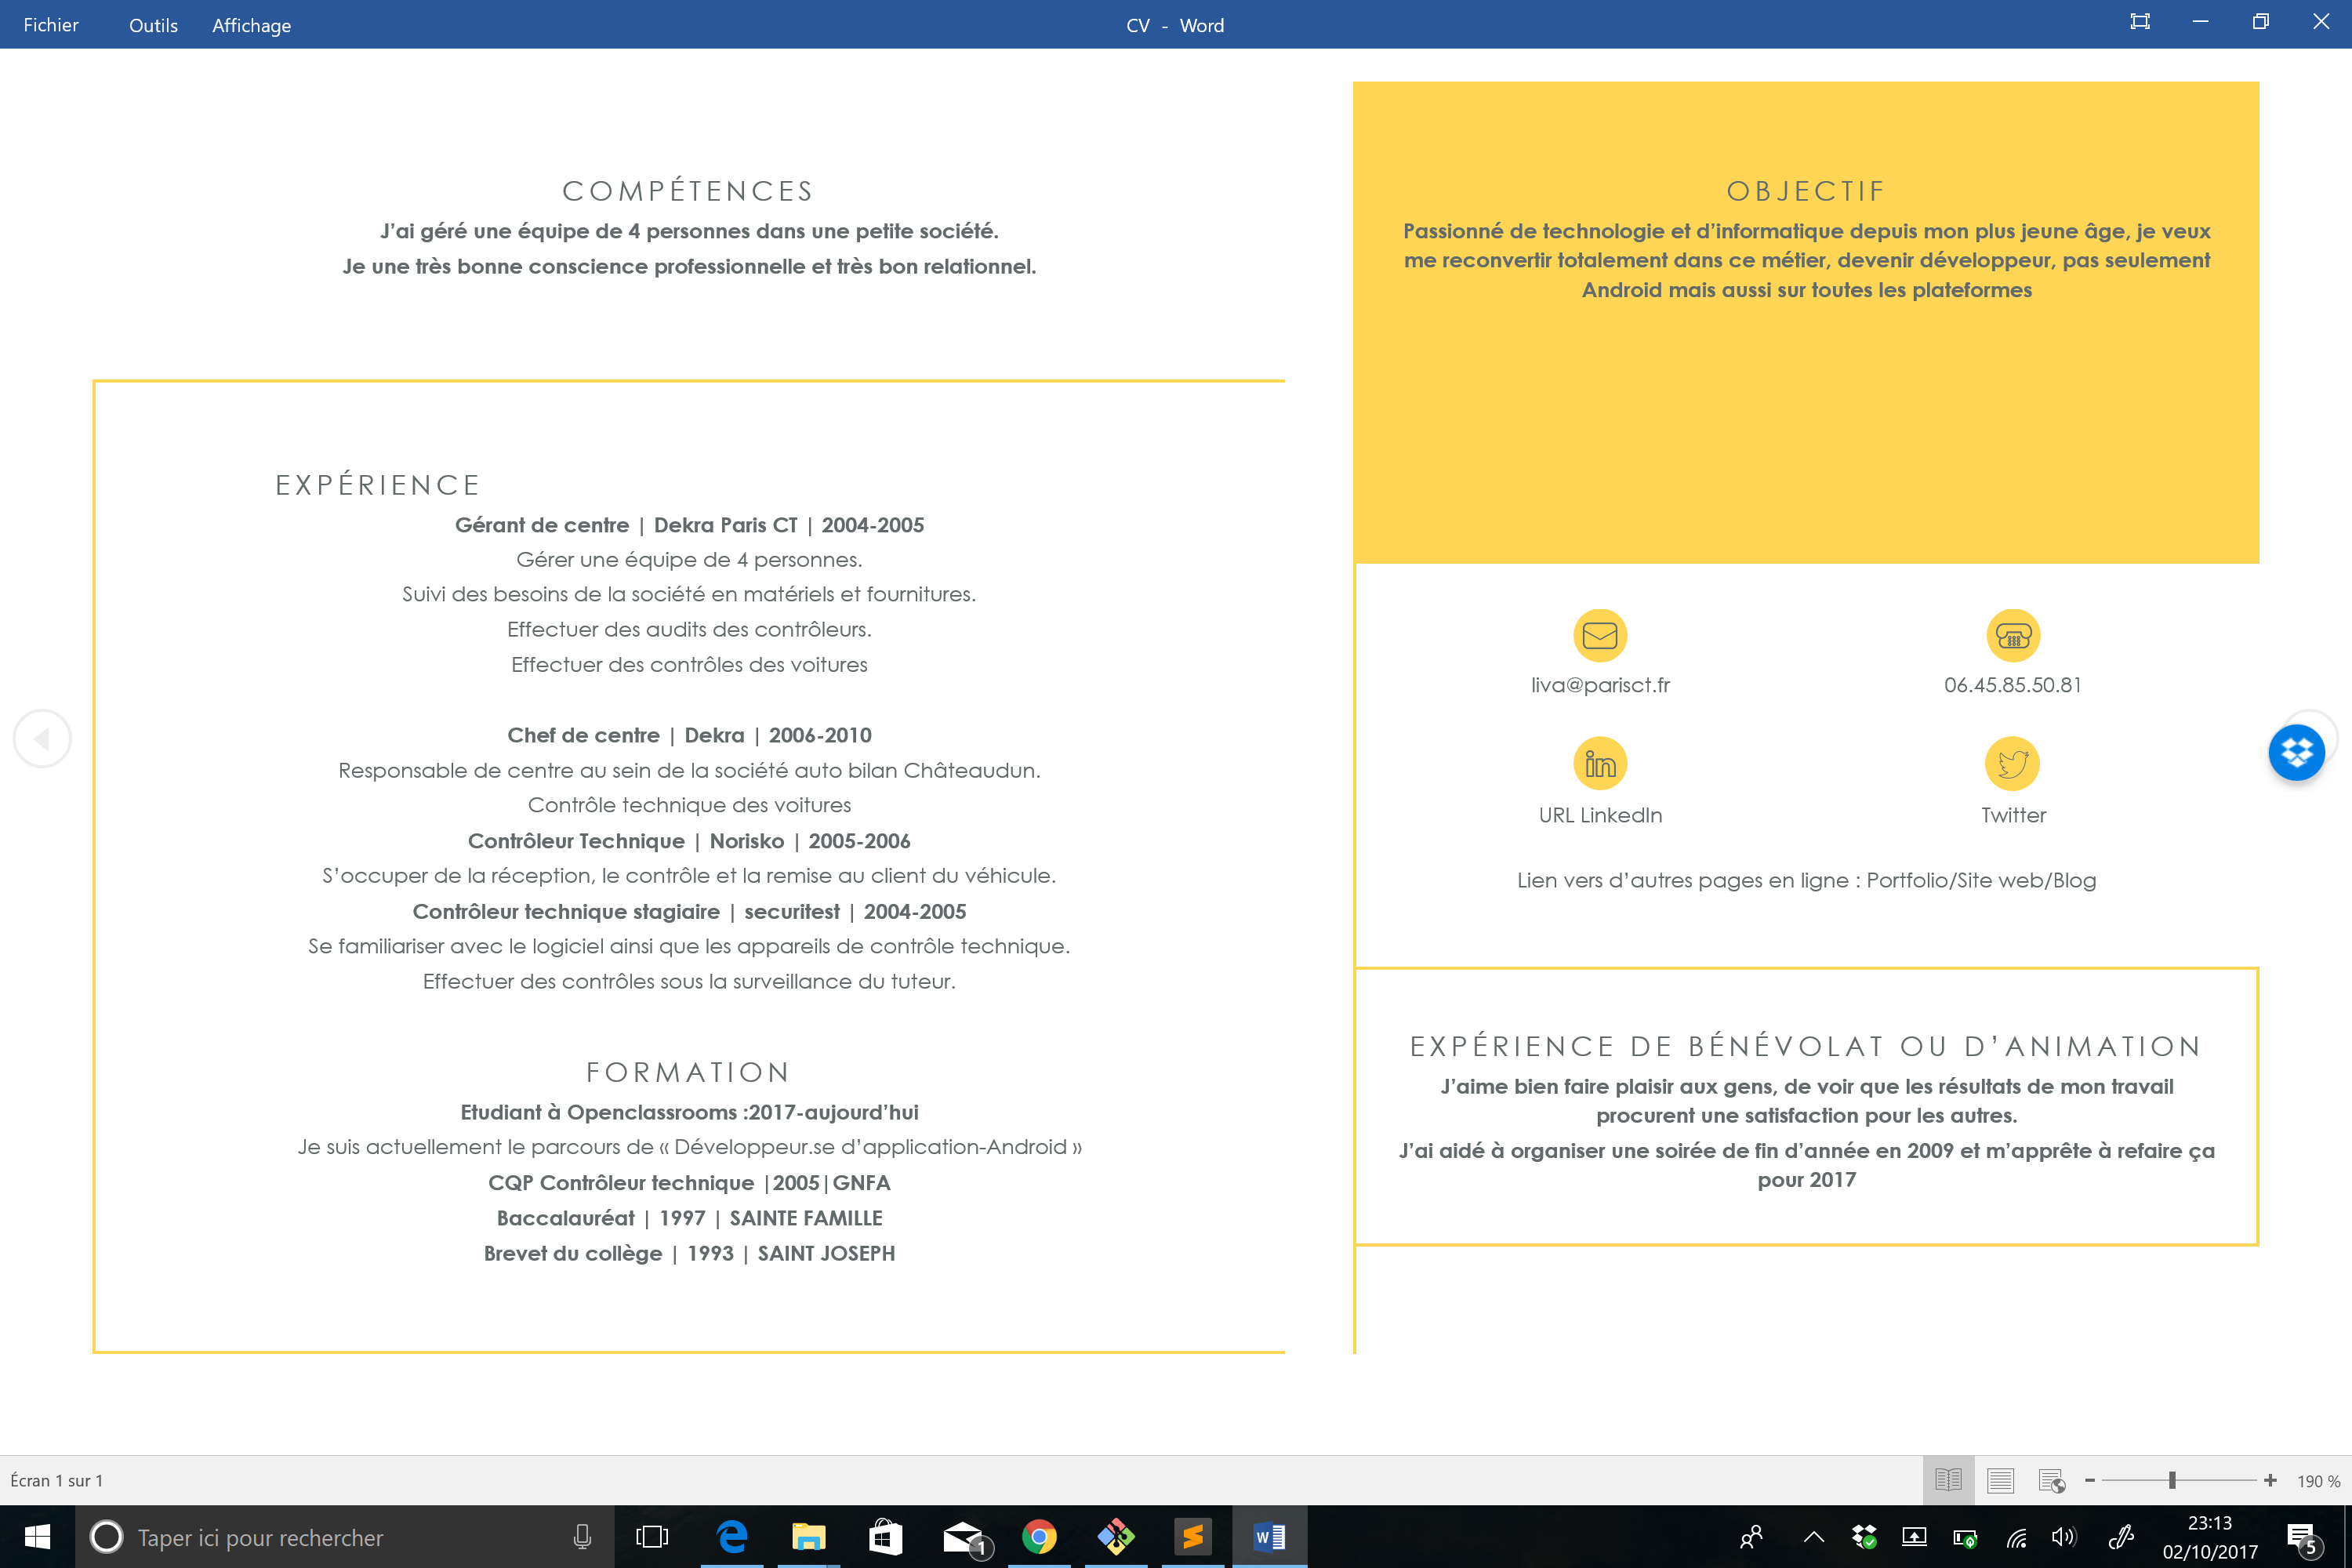 Fichier Outils Affichage CV - Word
COMPÉTENCES
J’ai géré une équipe de 4 personnes dans une petite société.
Je une très bonne conscience professionnelle et très bon relationnel.
EXPÉRIENCE
Gérant de centre | Dekra Paris CT | 2004-2005
Gérer une équipe de 4 personnes.
Suivi des besoins de la société en matériels et fournitures.
Effectuer des audits des contrôleurs.
Effectuer des contrôles des voitures
Chef de centre | Dekra | 2006-2010
Responsable de centre au sein de la société auto bilan Châteaudun.
Contrôle technique des voitures
Contrôleur Technique | Norisko | 2005-2006
S’occuper de la réception, le contrôle et la remise au client du véhicule.
Contrôleur technique stagiaire | securitest | 2004-2005
Se familiariser avec le logiciel ainsi que les appareils de contrôle technique.
Effectuer des contrôles sous la surveillance du tuteur.
FORMATION
Etudiant à Openclassrooms :2017-aujourd’hui
Je suis actuellement le parcours de « Développeur.se d’application-Android »
CQP Contrôleur technique |2005|GNFA
Baccalauréat | 1997 | SAINTE FAMILLE
Brevet du collège | 1993 | SAINT JOSEPH
OBJECTIF
Passionné de technologie et d’informatique depuis mon plus jeune âge, je veux
me reconvertir totalement dans ce métier, devenir développeur, pas seulement
Android mais aussi sur toutes les plateformes
liva@parisct.fr 06.45.85.50.81
in
URL LinkedIn Twitter
Lien vers d’autres pages en ligne : Portfolio/Site web/Blog
EXPÉRIENCE DE BÉNÉVOLAT OU D’ANIMATION
J’aime bien faire plaisir aux gens, de voir que les résultats de mon travail
procurent une satisfaction pour les autres.
J’ai aidé à organiser une soirée de fin d’année en 2009 et m’apprête à refaire ça
pour 2017
Écran 1 sur 1 190 %
Taper ici pour rechercher 1 W 23:13
02/10/2017 5